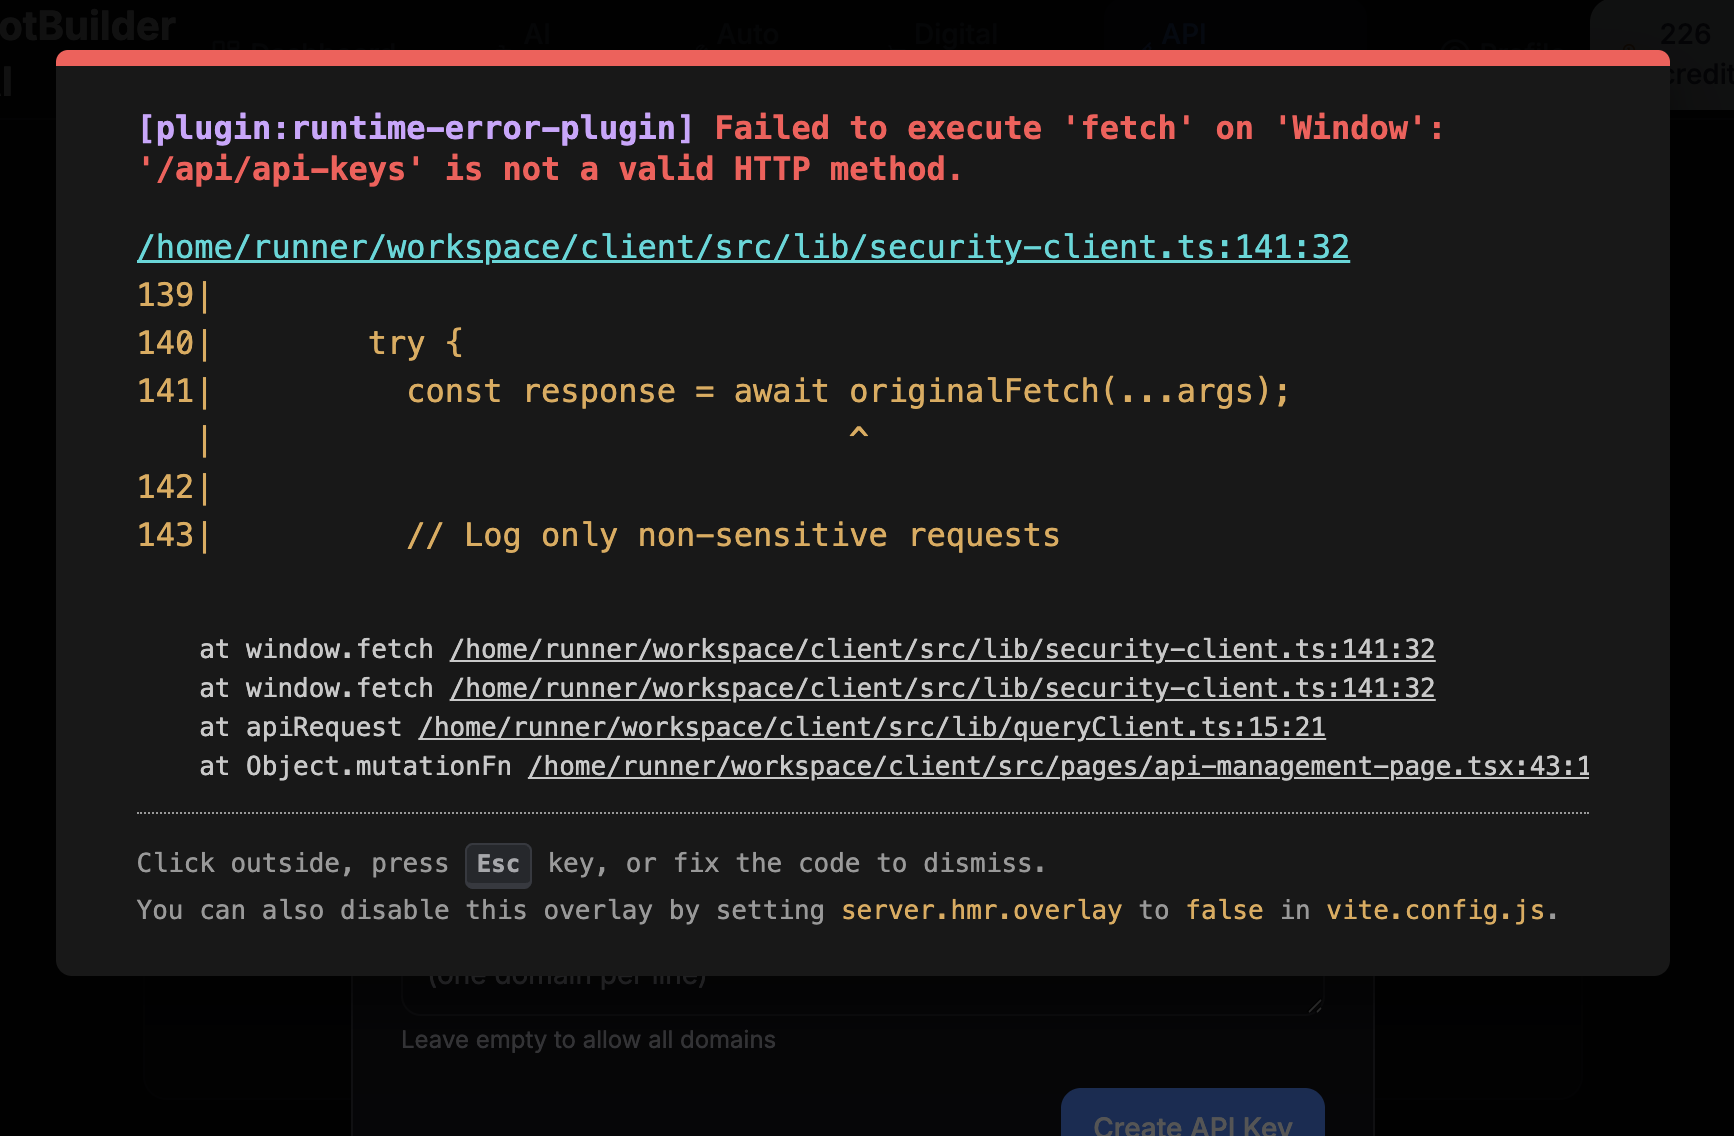 otBuilder
AI
Auto
Digital
API
226
credit
[plugin:runtime-error-plugin] Failed to execute 'fetch' on 'Window':
'/api/api-keys' is not a valid HTTP method.
/home/runner/workspace/client/src/lib/security-client.ts:141:32
139|
140|        try {
141|          const response = await originalFetch(...args);
   |                                 ^
142|
143|          // Log only non-sensitive requests
at window.fetch /home/runner/workspace/client/src/lib/security-client.ts:141:32
at window.fetch /home/runner/workspace/client/src/lib/security-client.ts:141:32
at apiRequest /home/runner/workspace/client/src/lib/queryClient.ts:15:21
at Object.mutationFn /home/runner/workspace/client/src/pages/api-management-page.tsx:43:1
Click outside, press Esc key, or fix the code to dismiss.
You can also disable this overlay by setting server.hmr.overlay to false in vite.config.js.
(one domain per line)
Leave empty to allow all domains
Create API Key